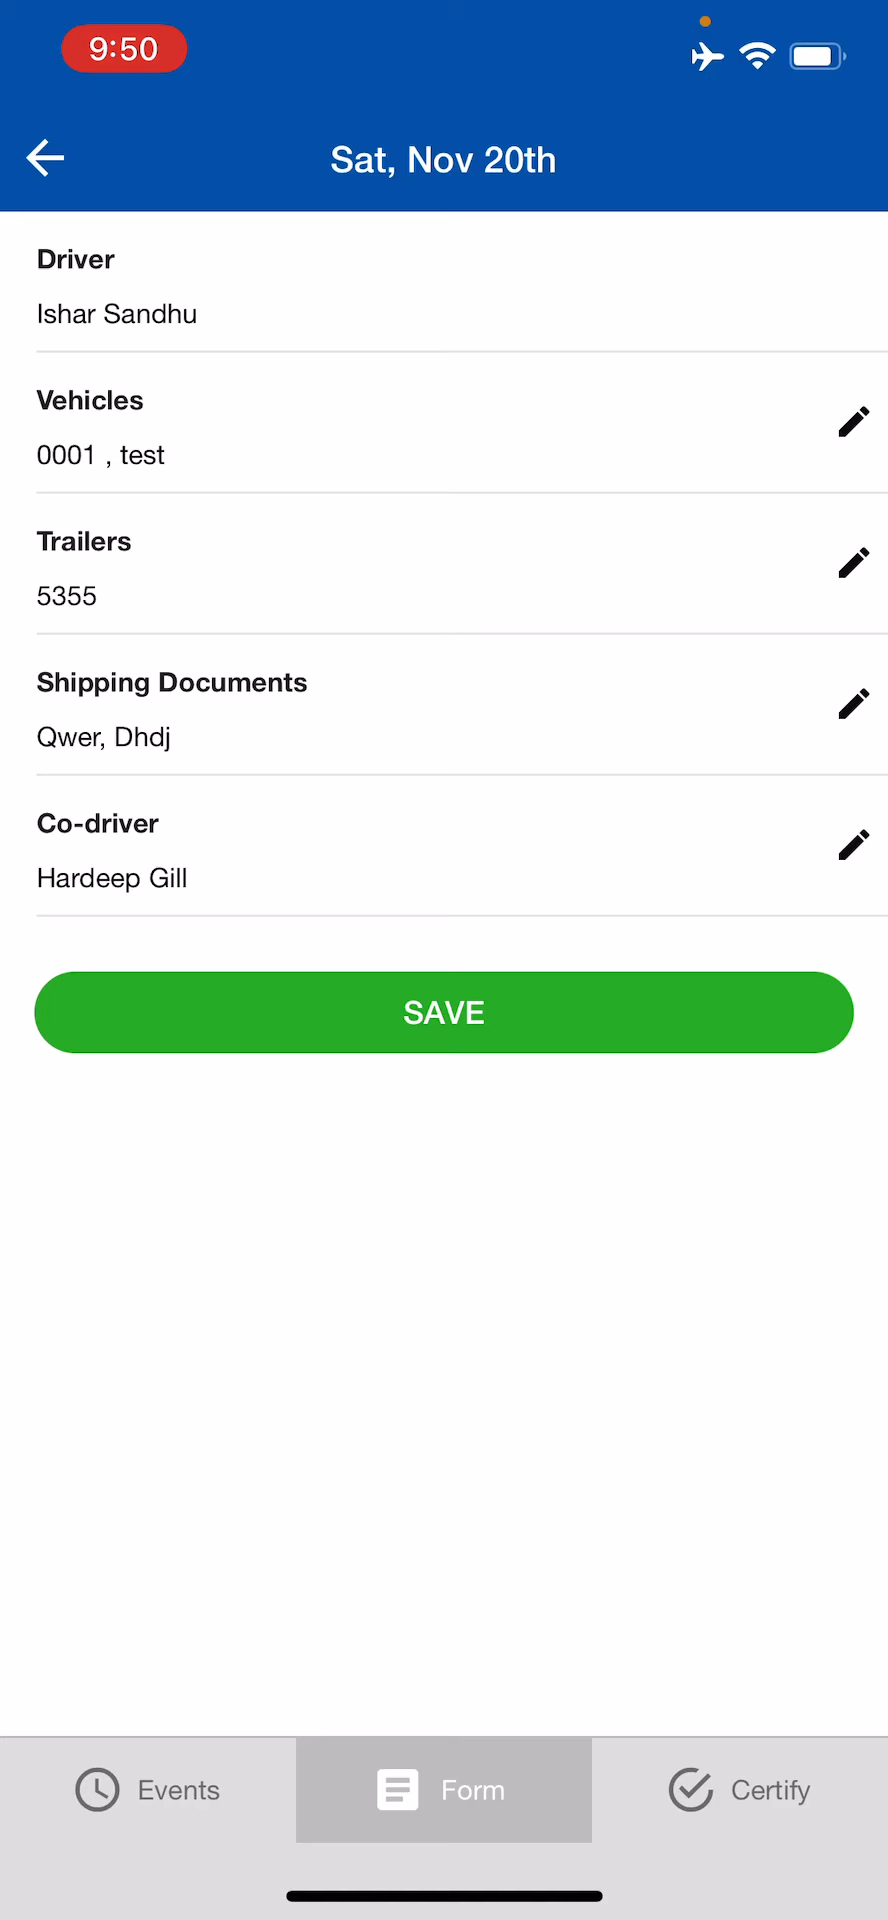 9:50
Sat, Nov 20th
Driver
Ishar Sandhu
Vehicles
0001 , test
Trailers
5355
Shipping Documents
Qwer, Dhdj
Co-driver
Hardeep Gill
SAVE
Events Form Certify